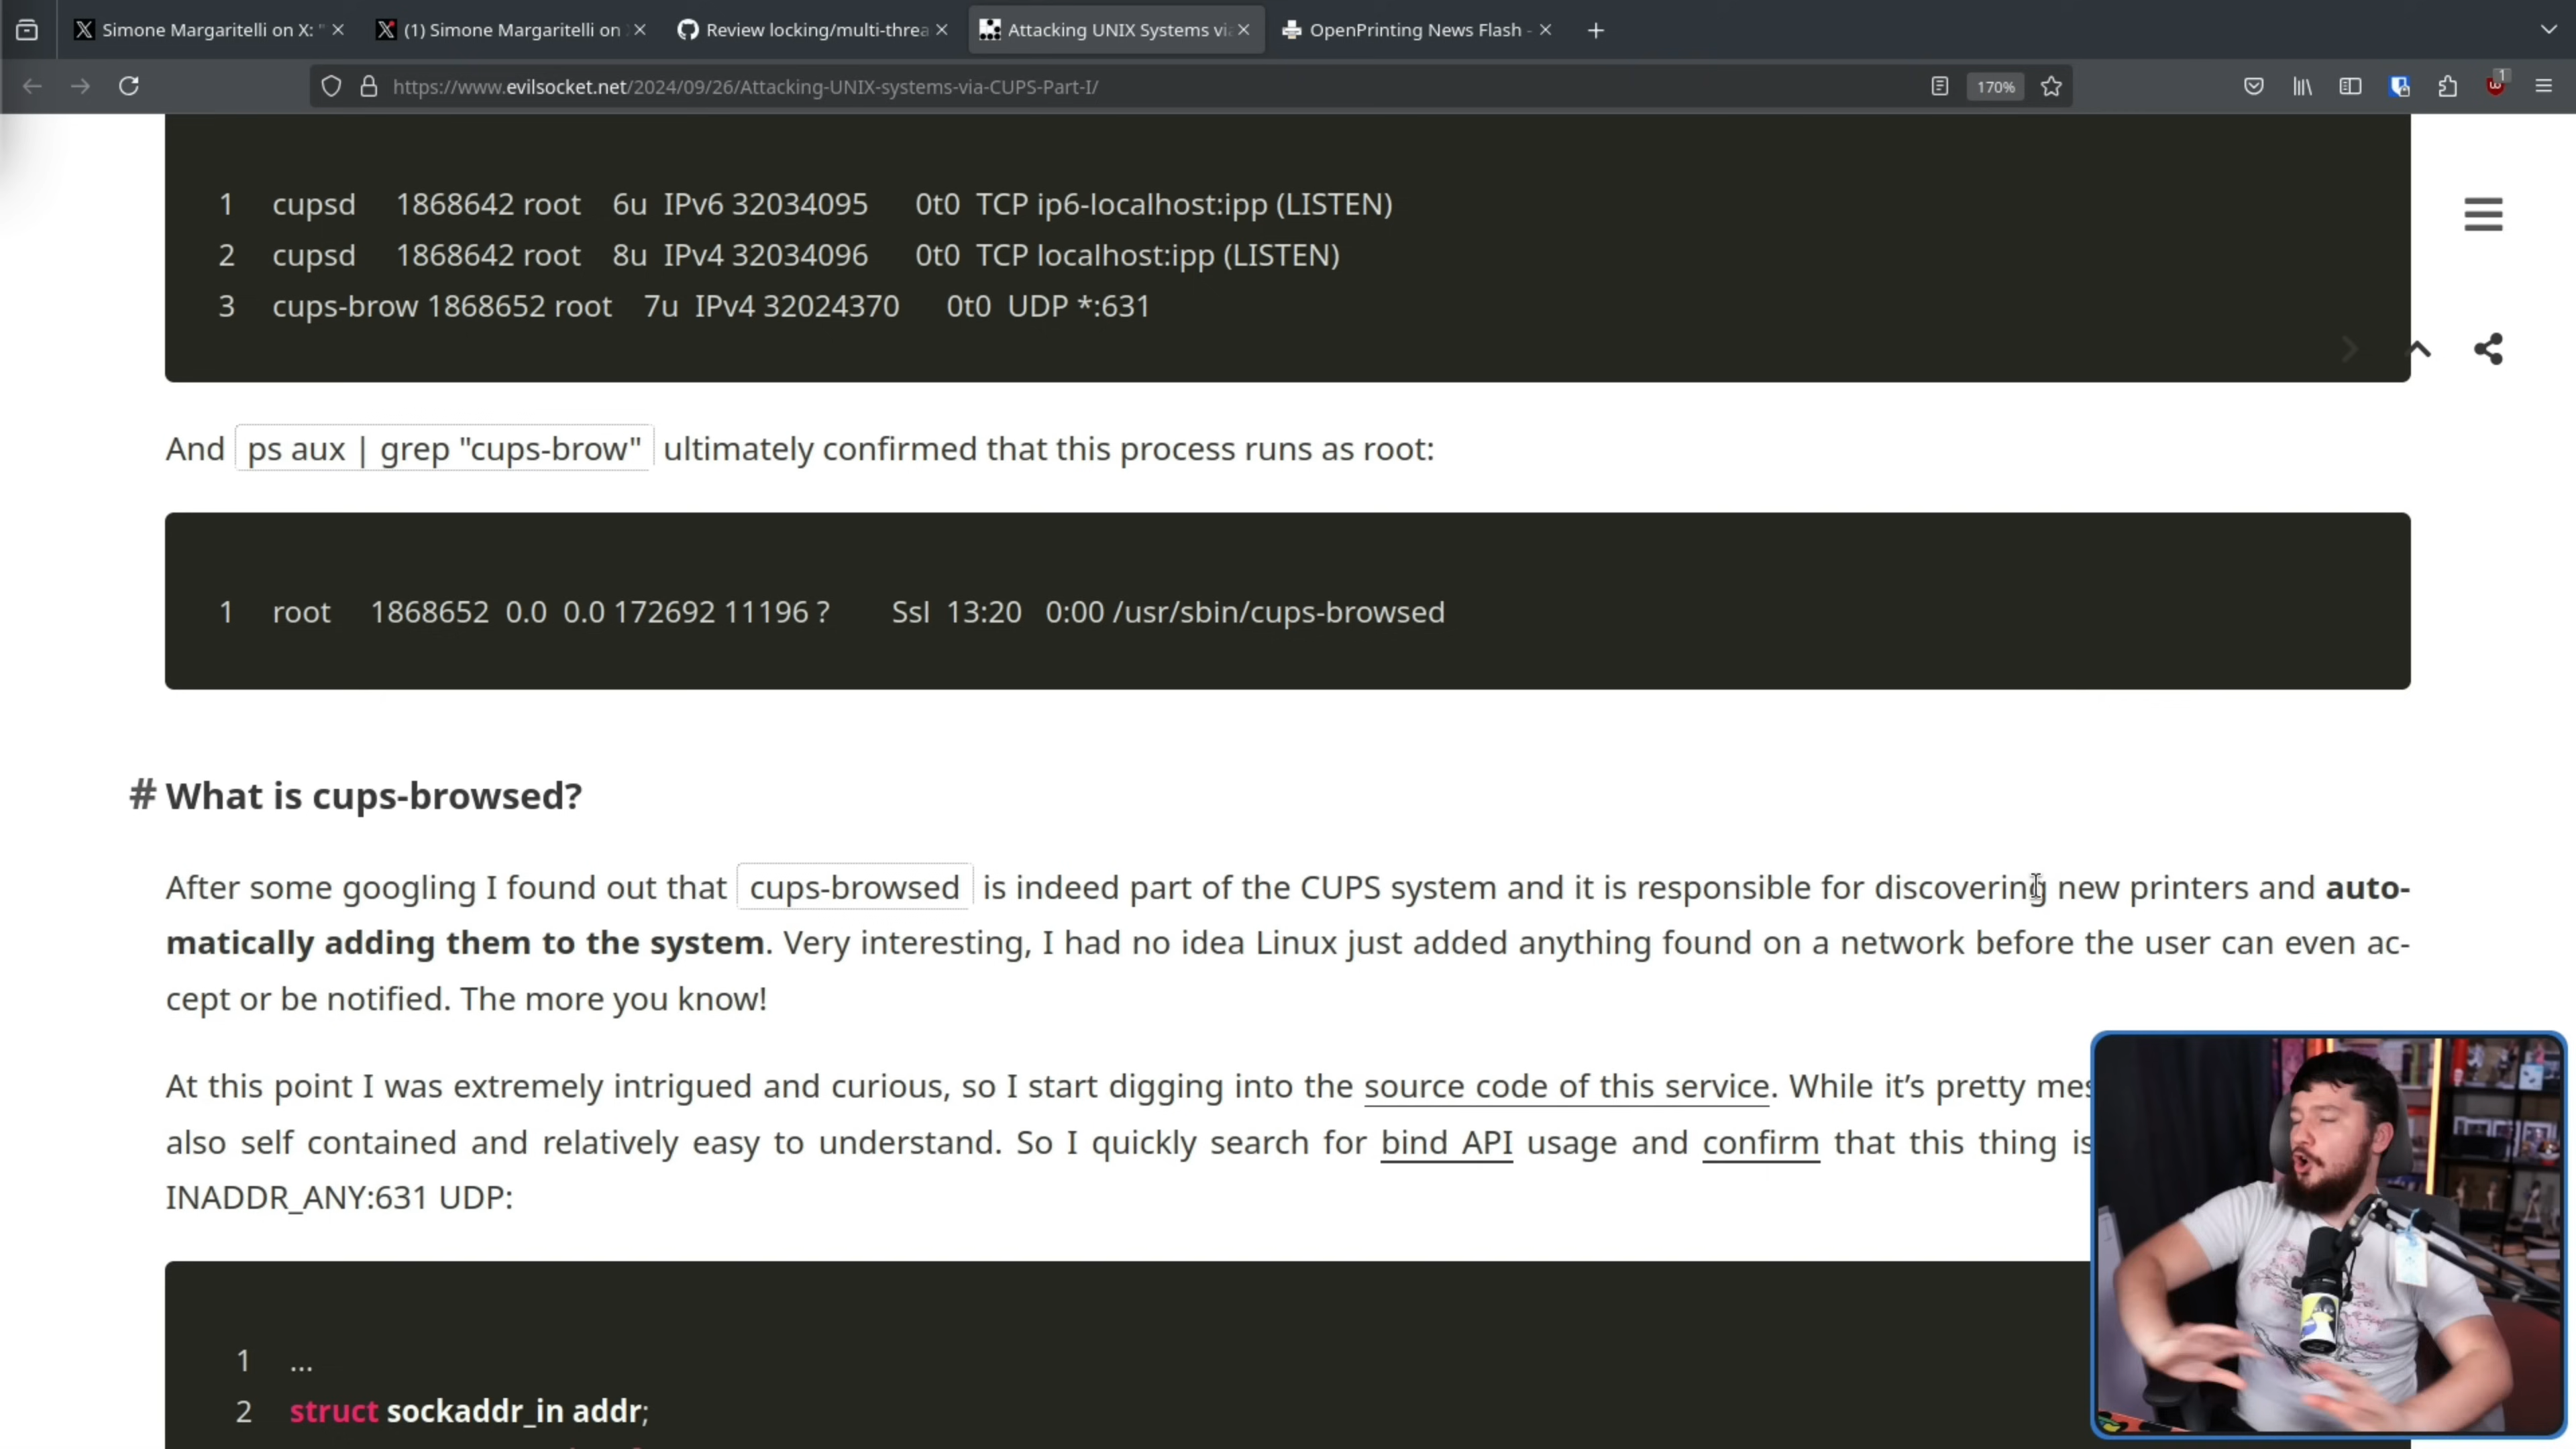 Simone Margaritelli on X: "
(1) Simone Margaritelli on
Review locking/multi-threa
Attacking UNIX Systems via
OpenPrinting News Flash -
https://www.evilsocket.net/2024/09/26/Attacking-UNIX-systems-via-CUPS-Part-I/
170%
1
1 cupsd 1868642 root 6u IPv6 32034095 0t0 TCP ip6-localhost:ipp (LISTEN)
2 cupsd 1868642 root 8u IPv4 32034096 0t0 TCP localhost:ipp (LISTEN)
3 cups-brow 1868652 root 7u IPv4 32024370 0t0 UDP *:631
And ps aux | grep "cups-brow" ultimately confirmed that this process runs as root:
1 root 1868652 0.0 0.0 172692 11196 ? Ssl 13:20 0:00 /usr/sbin/cups-browsed
# What is cups-browsed?
After some googling I found out that cups-browsed is indeed part of the CUPS system and it is responsible for discovering new printers and auto-
matically adding them to the system. Very interesting, I had no idea Linux just added anything found on a network before the user can even ac-
cept or be notified. The more you know!
At this point I was extremely intrigued and curious, so I start digging into the source code of this service. While it's pretty mes
also self contained and relatively easy to understand. So I quickly search for bind API usage and confirm that this thing is
INADDR_ANY:631 UDP:
1 ...
2 struct sockaddr_in addr;